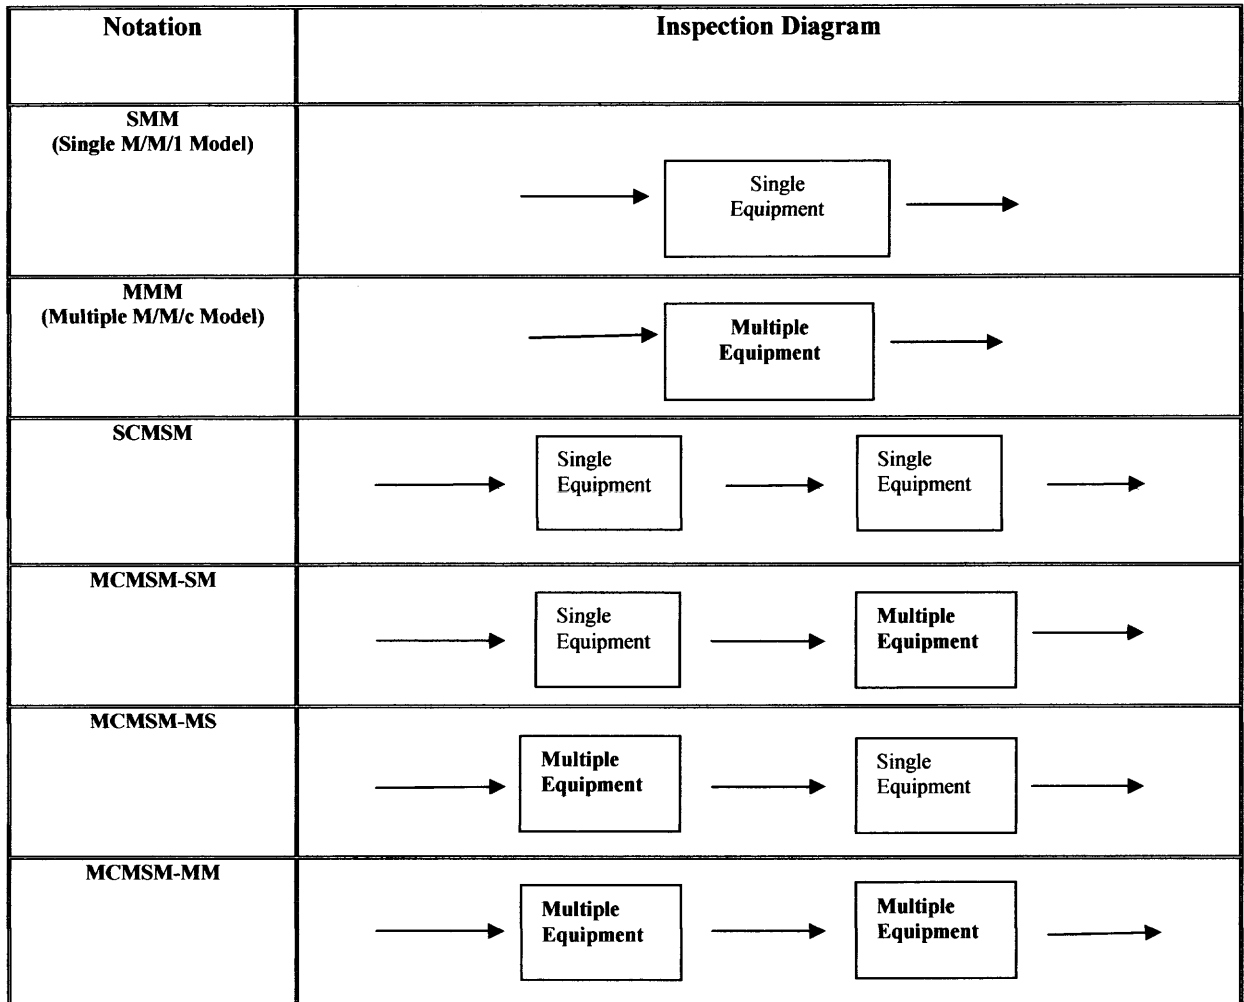 Notation
Inspection Diagram
SMM
(Single M/M/1 Model)
Single
Equipment
MMM
(Multiple M/M/c Model)
Multiple
Equipment
SCMSM
Single
Equipment
Single
Equipment
MCMSM-SM
Single
Equipment
Multiple
Equipment
MCMSM-MS
Multiple
Equipment
Single
Equipment
MCMSM-MM
Multiple
Equipment
Multiple
Equipment